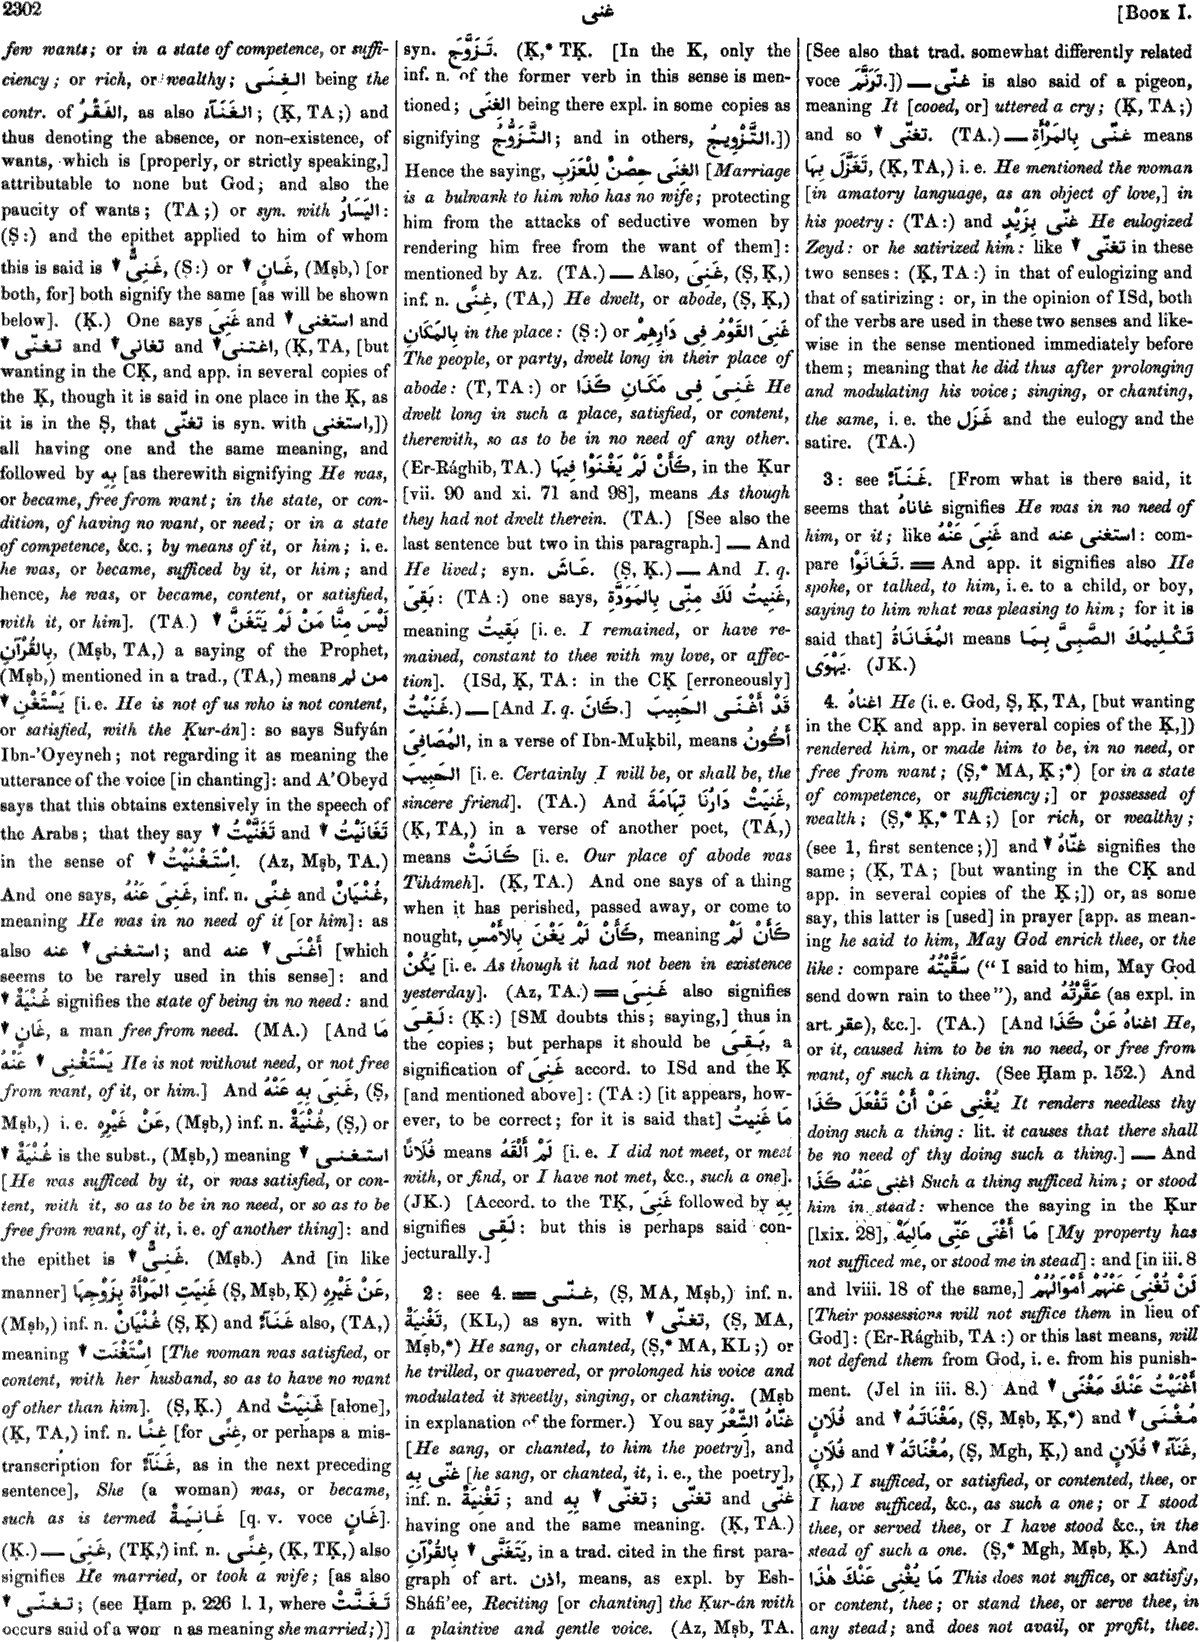 2302
غنى
[Book I.
few wants; or in a state of competence, or suffi-
ciency; or rich, or wealthy; الغِنَى being the
contr. of الفَقْرُ, as also الغَنَآءُ; (Ḳ, TA;) and
thus denoting the absence, or non-existence, of
wants, which is [properly, or strictly speaking,]
attributable to none but God; and also the
paucity of wants; (TA;) or syn. with اليَسَارُ:
(Ṣ:) and the epithet applied to him of whom
this is said is ▾ غَنِىٌّ, (Ṣ:) or ▾ غَانٍ, (Mṣb,) [or
both, for] both signify the same [as will be shown
below]. (Ḳ.) One says غَنِىَ and ▾ استغنى and
▾ تغنّى and ▾ تغانى and ▾ اغتنى, (Ḳ, TA, [but
wanting in the CḲ, and app. in several copies of
the Ḳ, though it is said in one place in the Ḳ, as
it is in the Ṣ, that تغنّى is syn. with استغنى,])
all having one and the same meaning, and
followed by بِهِ [as therewith signifying He was,
or became, free from want; in the state, or con-
dition, of having no want, or need; or in a state
of competence, &c.; by means of it, or him; i. e.
he was, or became, sufficed by it, or him; and
hence, he was, or became, content, or satisfied,
with it, or him]. (TA.) ▾ لَيْسَ مِنَّا مَنْ لَمْ يَتَغَنَّ
بِالقُرْآنِ, (Mṣb, TA,) a saying of the Prophet,
(Mṣb,) mentioned in a trad., (TA,) means من لم
▾ يَسْتَغْنِ [i. e. He is not of us who is not content,
or satisfied, with the Ḳur-án]: so says Sufyán
Ibn-'Oyeyneh; not regarding it as meaning the
utterance of the voice [in chanting]: and A'Obeyd
says that this obtains extensively in the speech of
the Arabs; that they say ▾ تَغَنَّيْتُ and ▾ تَغَانَيْتُ
in the sense of ▾ اِسْتَغْنَيْتُ. (Az, Mṣb, TA.)
And one says, غَنِىَ عَنْهُ, inf. n. غِنًى and غُنْيَانٌ,
meaning He was in no need of it [or him]: as
also ▾ استغنى عنه; and ▾ أَغْنَى عنه [which
seems to be rarely used in this sense]: and
▾ غُنْيَةٌ signifies the state of being in no need: and
▾ غَانٍ, a man free from need. (MA.) [And مَا
▾ يَسْتَغْنِى عَنْهُ He is not without need, or not free
from want, of it, or him.] And غَنِىَ بِهِ عَنْهُ, (Ṣ,
Mṣb,) i. e. عَنْ غَيْرِهِ, (Mṣb,) inf. n. غُنْيَةٌ, (Ṣ,) or
▾ غُنْيَةٌ is the subst., (Mṣb,) meaning ▾ استغنى
[He was sufficed by it, or was satisfied, or con-
tent, with it, so as to be in no need, or so as to be
free from want, of it, i. e. of another thing]: and
the epithet is ▾ غَنِىٌّ. (Mṣb.) And [in like
manner] غَنِيَتِ المَرْأَةُ بِزَوْجِهَا (Ṣ, Mṣb, Ḳ) عَنْ غَيْرِهِ,
(Mṣb,) inf. n. غُنْيَانٌ (Ṣ, Ḳ) and غَنَآءٌ also, (TA,)
meaning ▾ اِسْتَغْنَت [The woman was satisfied, or
content, with her husband, so as to have no want
of other than him]. (Ṣ, Ḳ.) And غَنِيَتْ [alone],
(Ḳ, TA,) inf. n. غنًا [for غِنًى, or perhaps a mis-
transcription for غَنَآءٌ, as in the next preceding
sentence], She (a woman) was, or became,
such as is termed غَانِيَةٌ [q. v. voce غَانٍ].
(Ḳ.) — غَنِىَ, (TḲ,) inf. n. غِنًى, (Ḳ, TḲ,) also
signifies He married, or took a wife; [as also
▾ تغنّى; (see Ḥam p. 226 l. 1, where تَغَنَّتْ
occurs said of a woman as meaning she married;)]
syn. تَزَوَّجَ. (Ḳ,* TḲ. [In the K, only the
inf. n. of the former verb in this sense is men-
tioned; الغِنَى being there expl. in some copies as
signifying التَّزَوُّجُ; and in others, التَّزْوِيجُ.])
Hence the saying, الغِنَى حِصْنٌ لِلْعَزَبِ [Marriage
is a bulwark to him who has no wife; protecting
him from the attacks of seductive women by
rendering him free from the want of them]:
mentioned by Az. (TA.) — Also, غَنِىَ, (Ṣ, Ḳ,)
inf. n. غِنًى, (TA,) He dwelt, or abode, (Ṣ, Ḳ,)
بِالمَكَانِ in the place: (Ṣ:) or غَنِىَ القَوْمُ فِى دَارِهِمْ
The people, or party, dwelt long in their place of
abode: (T, TA:) or غَنِىَ فِى مَكَانِ كَذَا He
dwelt long in such a place, satisfied, or content,
therewith, so as to be in no need of any other.
(Er-Rághib, TA.) كَأَنْ لَمْ يَغْنَوْا فِيهَا, in the Ḳur
[vii. 90 and xi. 71 and 98], means As though
they had not dwelt therein. (TA.) [See also the
last sentence but two in this paragraph.] — And
He lived; syn. عَاشَ. (Ṣ, Ḳ.) — And I. q.
بَقِىَ: (TA:) one says, غَنِيتُ لَكَ مِنِّى بِالمَوَدَّةِ,
meaning بَقِيتُ [i. e. I remained, or have re-
mained, constant to thee with my love, or affec-
tion]. (ISd, Ḳ, TA: in the CḲ [erroneously]
غَنَيْتُ.) — [And I. q. كَانَ.] قَدْ أَغْنَى الحَبِيبَ
المُصَافِىَ, in a verse of Ibn-Muḳbil, means أَكُونُ
الحَبِيبَ [i. e. Certainly I will be, or shall be, the
sincere friend]. (TA.) And غَنِيَتْ دَارُنَا تِهَامَةَ,
(Ḳ, TA,) in a verse of another poet, (TA,)
means كَانَتْ [i. e. Our place of abode was
Tihámeh]. (Ḳ, TA.) And one says of a thing
when it has perished, passed away, or come to
nought, كَأَنْ لَمْ يَغْنَ بِالأَمْسِ, meaning كَأَنْ لَمْ
يَكُنْ [i. e. As though it had not been in existence
yesterday]. (Az, TA.) = غَنِىَ also signifies
لَقِىَ: (K:) [SM doubts this; saying,] thus in
the copies; but perhaps it should be بَقِىَ, a
signification of غَنِىَ accord. to ISd and the Ḳ
[and mentioned above]: (TA:) [it appears, how-
ever, to be correct; for it is said that] مَا غَنِيتُ
فُلَانًا means لَمْ أَلْقَهُ [i. e. I did not meet, or meet
with, or find, or I have not met, &c., such a one].
(JK.) [Accord. to the TḲ, غَنِىَ followed by بِهِ
signifies لَقِىَ: but this is perhaps said con-
jecturally.]
2: see 4. = غنّى, (Ṣ, MA, Mṣb,) inf. n.
تَغْنِيَةٌ, (KL,) as syn. with ▾ تغنّى, (Ṣ, MA,
Mṣb,*) He sang, or chanted, (Ṣ,* MA, KL;) or
he trilled, or quavered, or prolonged his voice and
modulated it sweetly, singing, or chanting. (Mṣb
in explanation of the former.) You say غَنَّاهُ الشِّعْرَ
[He sang, or chanted, to him the poetry], and
غنّى بِهِ [he sang, or chanted, it, i. e., the poetry],
inf. n. تَغْنِيَةٌ; and ▾ تغنّى بِهِ; غنّى and تغنّى
having one and the same meaning. (Ḳ, TA.)
▾ يَتَغَنَّى بِالقُرْآنِ, in a trad. cited in the first para-
graph of art. اذن, means, as expl. by Esh-
Sháfi'ee, Reciting [or chanting] the Ḳur-án with
a plaintive and gentle voice. (Az, Mṣb, TA.
[See also that trad. somewhat differently related
voce تَرَنَّمَ.]) — غنّى is also said of a pigeon,
meaning It [cooed, or] uttered a cry; (Ḳ, TA;)
and so ▾ تغنّى. (TA.) — غنّى بِالمَرْأَةِ means
تَغَزَّلَ بِهَا, (Ḳ, TA,) i. e. He mentioned the woman
[in amatory language, as an object of love,] in
his poetry: (TA:) and غنّى بِزَيْدٍ He eulogized
Zeyd: or he satirized him: like ▾ تغنّى in these
two senses: (Ḳ, TA:) in that of eulogizing and
that of satirizing: or, in the opinion of ISd, both
of the verbs are used in these two senses and like-
wise in the sense mentioned immediately before
them; meaning that he did thus after prolonging
and modulating his voice; singing, or chanting,
the same, i. e. the غَزَل and the eulogy and the
satire. (TA.)
3: see غَنَآءٌ. [From what is there said, it
seems that غاناهُ signifies He was in no need of
him, or it; like غَنِىَ عَنْهُ and استغنى عنه: com-
pare تَغَانَوْا. = And app. it signifies also He
spoke, or talked, to him, i. e. to a child, or boy,
saying to him what was pleasing to him; for it is
said that] المُغَانَاةُ means تَكْلِيمُكَ الصَّبِىَّ بِمَا
يَهْوَى. (JK.)
4. اغناهُ He (i. e. God, Ṣ, Ḳ, TA, [but wanting
in the CḲ and app. in several copies of the Ḳ,])
rendered him, or made him to be, in no need, or
free from want; (Ṣ,* MA, Ḳ;*) [or in a state
of competence, or sufficiency;] or possessed of
wealth; (Ṣ,* Ḳ,* TA;) [or rich, or wealthy;
(see 1, first sentence;)] and ▾ غنّاهُ signifies the
same; (Ḳ, TA; [but wanting in the CḲ and
app. in several copies of the Ḳ;]) or, as some
say, this latter is [used] in prayer [app. as mean-
ing he said to him, May God enrich thee, or the
like: compare سَقَّيْتُهُ ("I said to him, May God
send down rain to thee"), and عَقَّرْتُهُ (as expl. in
art. عقر), &c.]. (TA.) [And اغناهُ عَنْ كَذَا He,
or it, caused him to be in no need, or free from
want, of such a thing. (See Ḥam p. 152.) And
يُغْنِى عَنْ أَنْ تَفْعَلَ كَذَا It renders needless thy
doing such a thing: lit. it causes that there shall
be no need of thy doing such a thing.] — And
اغنى عَنْهُ كَذَا Such a thing sufficed him; or stood
him in stead: whence the saying in the Ḳur
[lxix. 28], مَا أَغْنَى عَنِّى مَالِيَهْ [My property has
not sufficed me, or stood me in stead]: and [in iii. 8
and lviii. 18 of the same,] لَنْ تُغْنِىَ عَنْهُمْ أَمْوَالُهُمْ
[Their possessions will not suffice them in lieu of
God]: (Er-Rághib, TA:) or this last means, will
not defend them from God, i. e. from his punish-
ment. (Jel in iii. 8.) And ▾ أَغْنَيْتُ عَنْكَ مَغْنَى
فُلَانٍ and ▾ مَغْنَاتَهُ, (Ṣ, Mṣb, Ḳ,*) and ▾ مُغْنَى
فُلَانٍ and ▾ مُغْنَاتَهُ, (Ṣ, Mgh, Ḳ,) and ▾ غَنَآءَ فُلَانٍ,
(Ḳ,) I sufficed, or satisfied, or contented, thee, or
I have sufficed, &c., as such a one; or I stood
thee, or served thee, or I have stood &c., in the
stead of such a one. (Ṣ,* Mgh, Mṣb, Ḳ.) And
مَا يُغْنِى عَنْكَ هٰذَا This does not suffice, or satisfy,
or content, thee; or stand thee, or serve thee, in
any stead; and does not avail, or profit, thee.